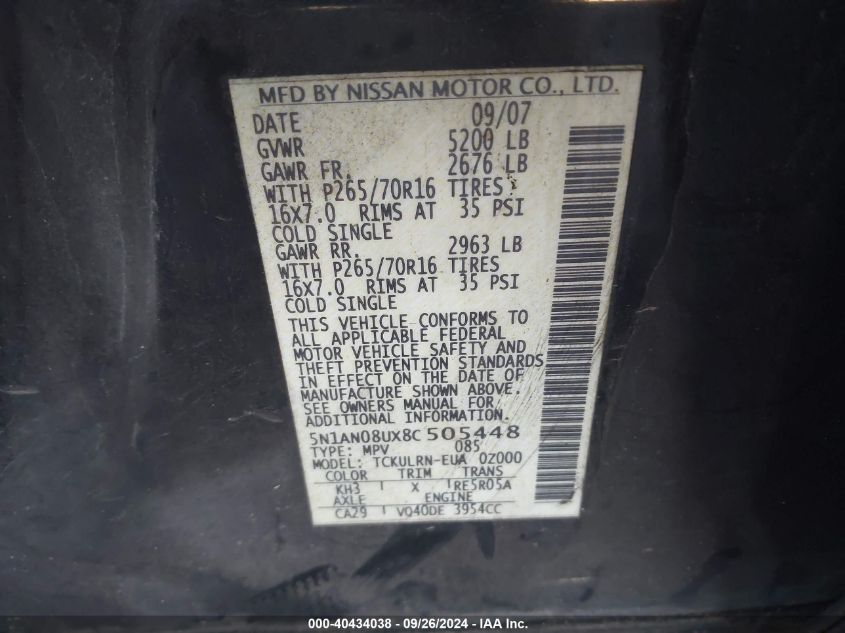 MFD BY NISSAN MOTOR CO., LTD.
DATE 09/07
GVWR 5200 LB
GAWR FR. 2676 LB
WITH P265/70R16 TIRES
16X7.0 RIMS AT 35 PSI
COLD SINGLE
GAWR RR. 2963 LB
WITH P265/70R16 TIRES
16X7.0 RIMS AT 35 PSI
COLD SINGLE
THIS VEHICLE CONFORMS TO
ALL APPLICABLE FEDERAL
MOTOR VEHICLE SAFETY AND
THEFT PREVENTION STANDARDS
IN EFFECT ON THE DATE OF
MANUFACTURE SHOWN ABOVE.
SEE OWNERS MANUAL FOR
ADDITIONAL INFORMATION.
5N1AN08UX8C505448
TYPE: MPV 085
MODEL: TCKULRN-EUA 0Z000
COLOR TRIM TRANS
KH3 X RE5R05A
AXLE ENGINE
CA29 VQ40DE 3954CC
000-40434038 - 09/26/2024 - IAA Inc.